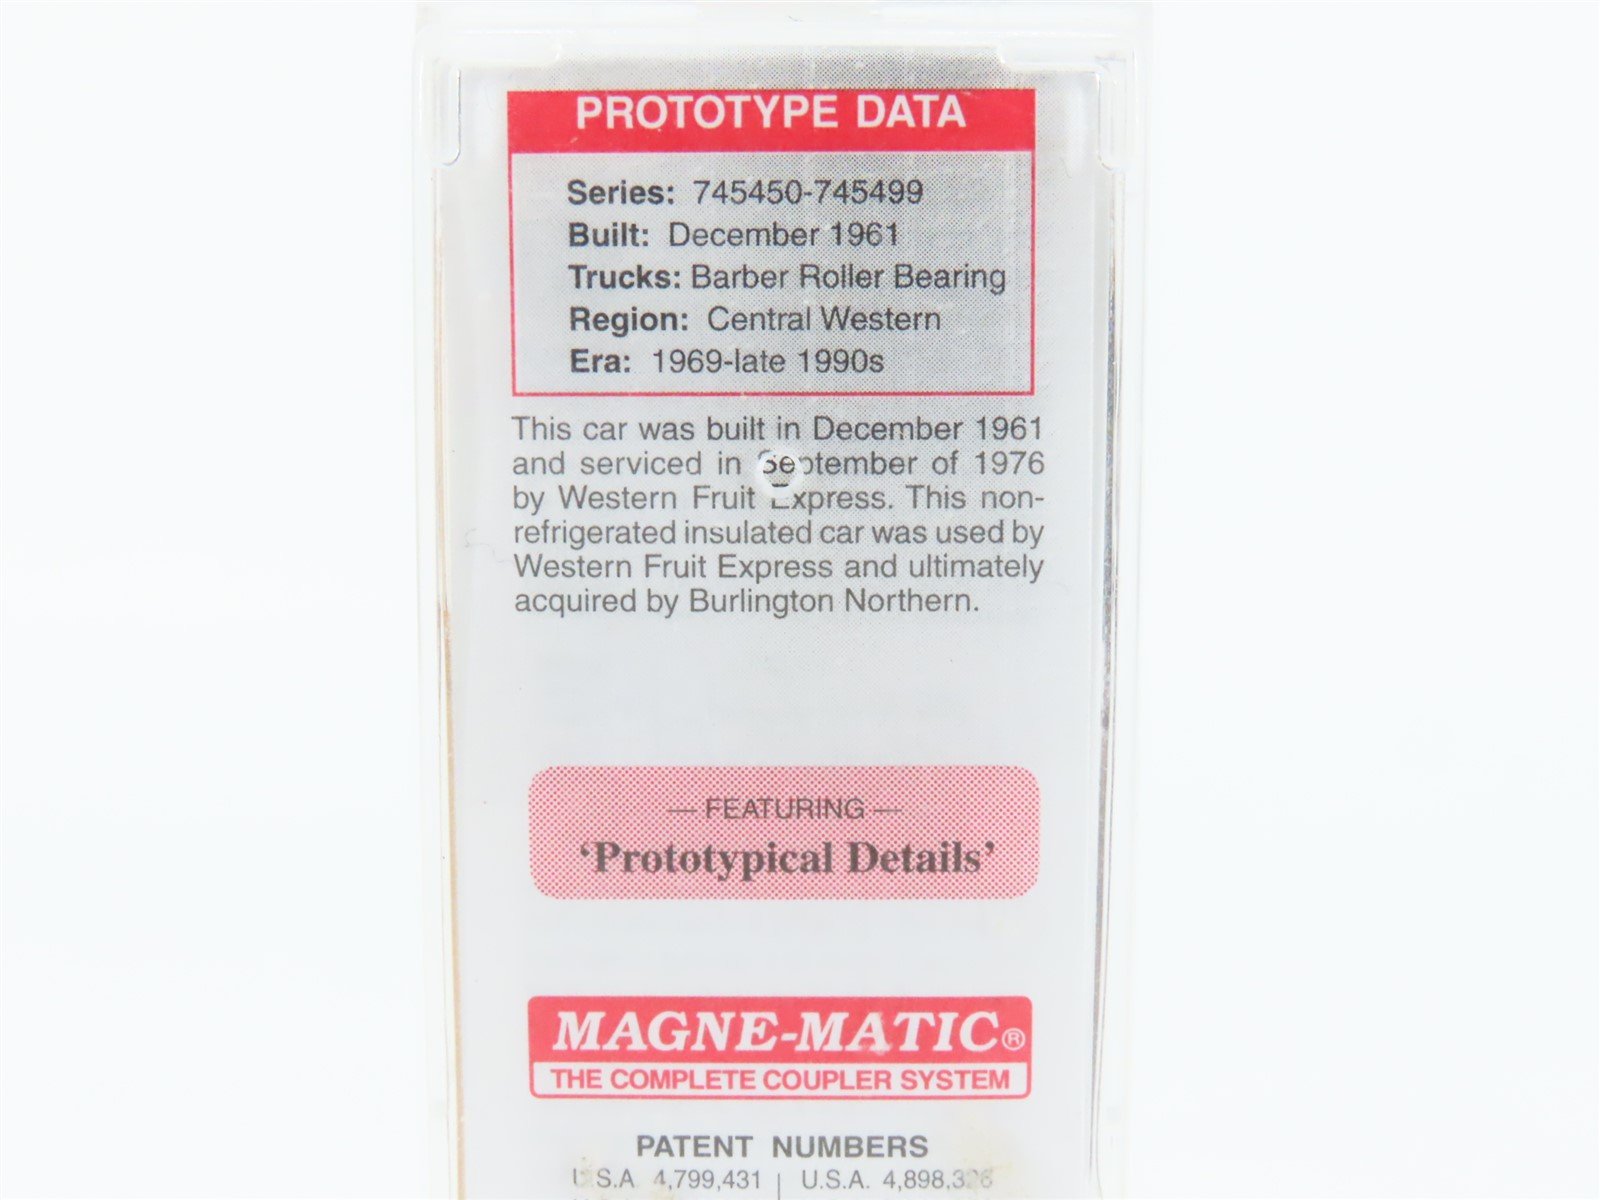 PROTOTYPE DATA
Series: 745450-745499
Built: December 1961
Trucks: Barber Roller Bearing
Region: Central Western
Era: 1969-late 1990s
This car was built in December 1961
and serviced in September of 1976
by Western Fruit Express. This non-
refrigerated insulated car was used by
Western Fruit Express and ultimately
acquired by Burlington Northern.
— FEATURING —
‘Prototypical Details’
MAGNE-MATIC®
THE COMPLETE COUPLER SYSTEM
PATENT NUMBERS
U.S.A. 4,799,431 | U.S.A.